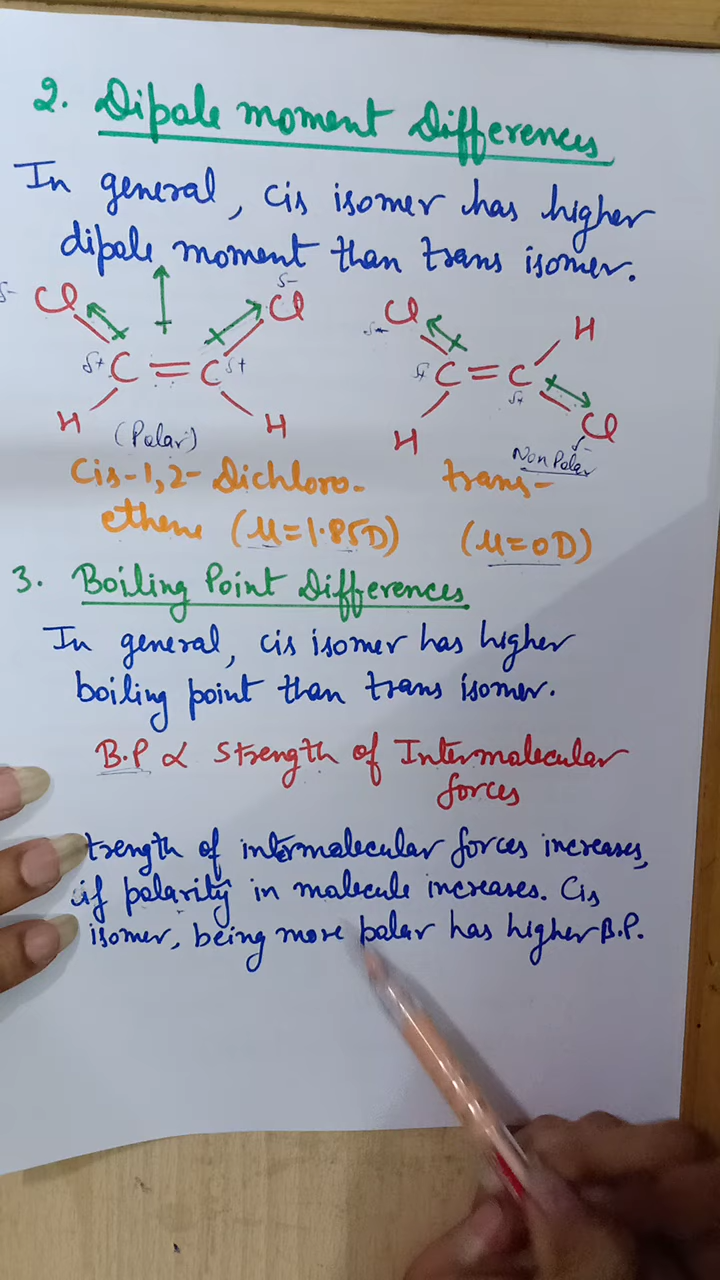 2. Dipole moment Differences
In general, cis isomer has higher
dipole moment than trans isomer.
δ- Cl δ- Cl Cl H
δ+ C = C δ+ δ+ C = C
δ- δ+
H (Polar) H H Cl δ-
Non Polar
Cis-1,2-Dichloro- trans-
ethene (μ=1.85D) (μ=0D)
3. Boiling Point Differences
In general, cis isomer has higher
boiling point than trans isomer.
B.P ∝ Strength of Intermolecular
forces
trength of intermolecular forces increases,
if polarity in molecule increases. Cis
isomer, being more polar has higher B.P.